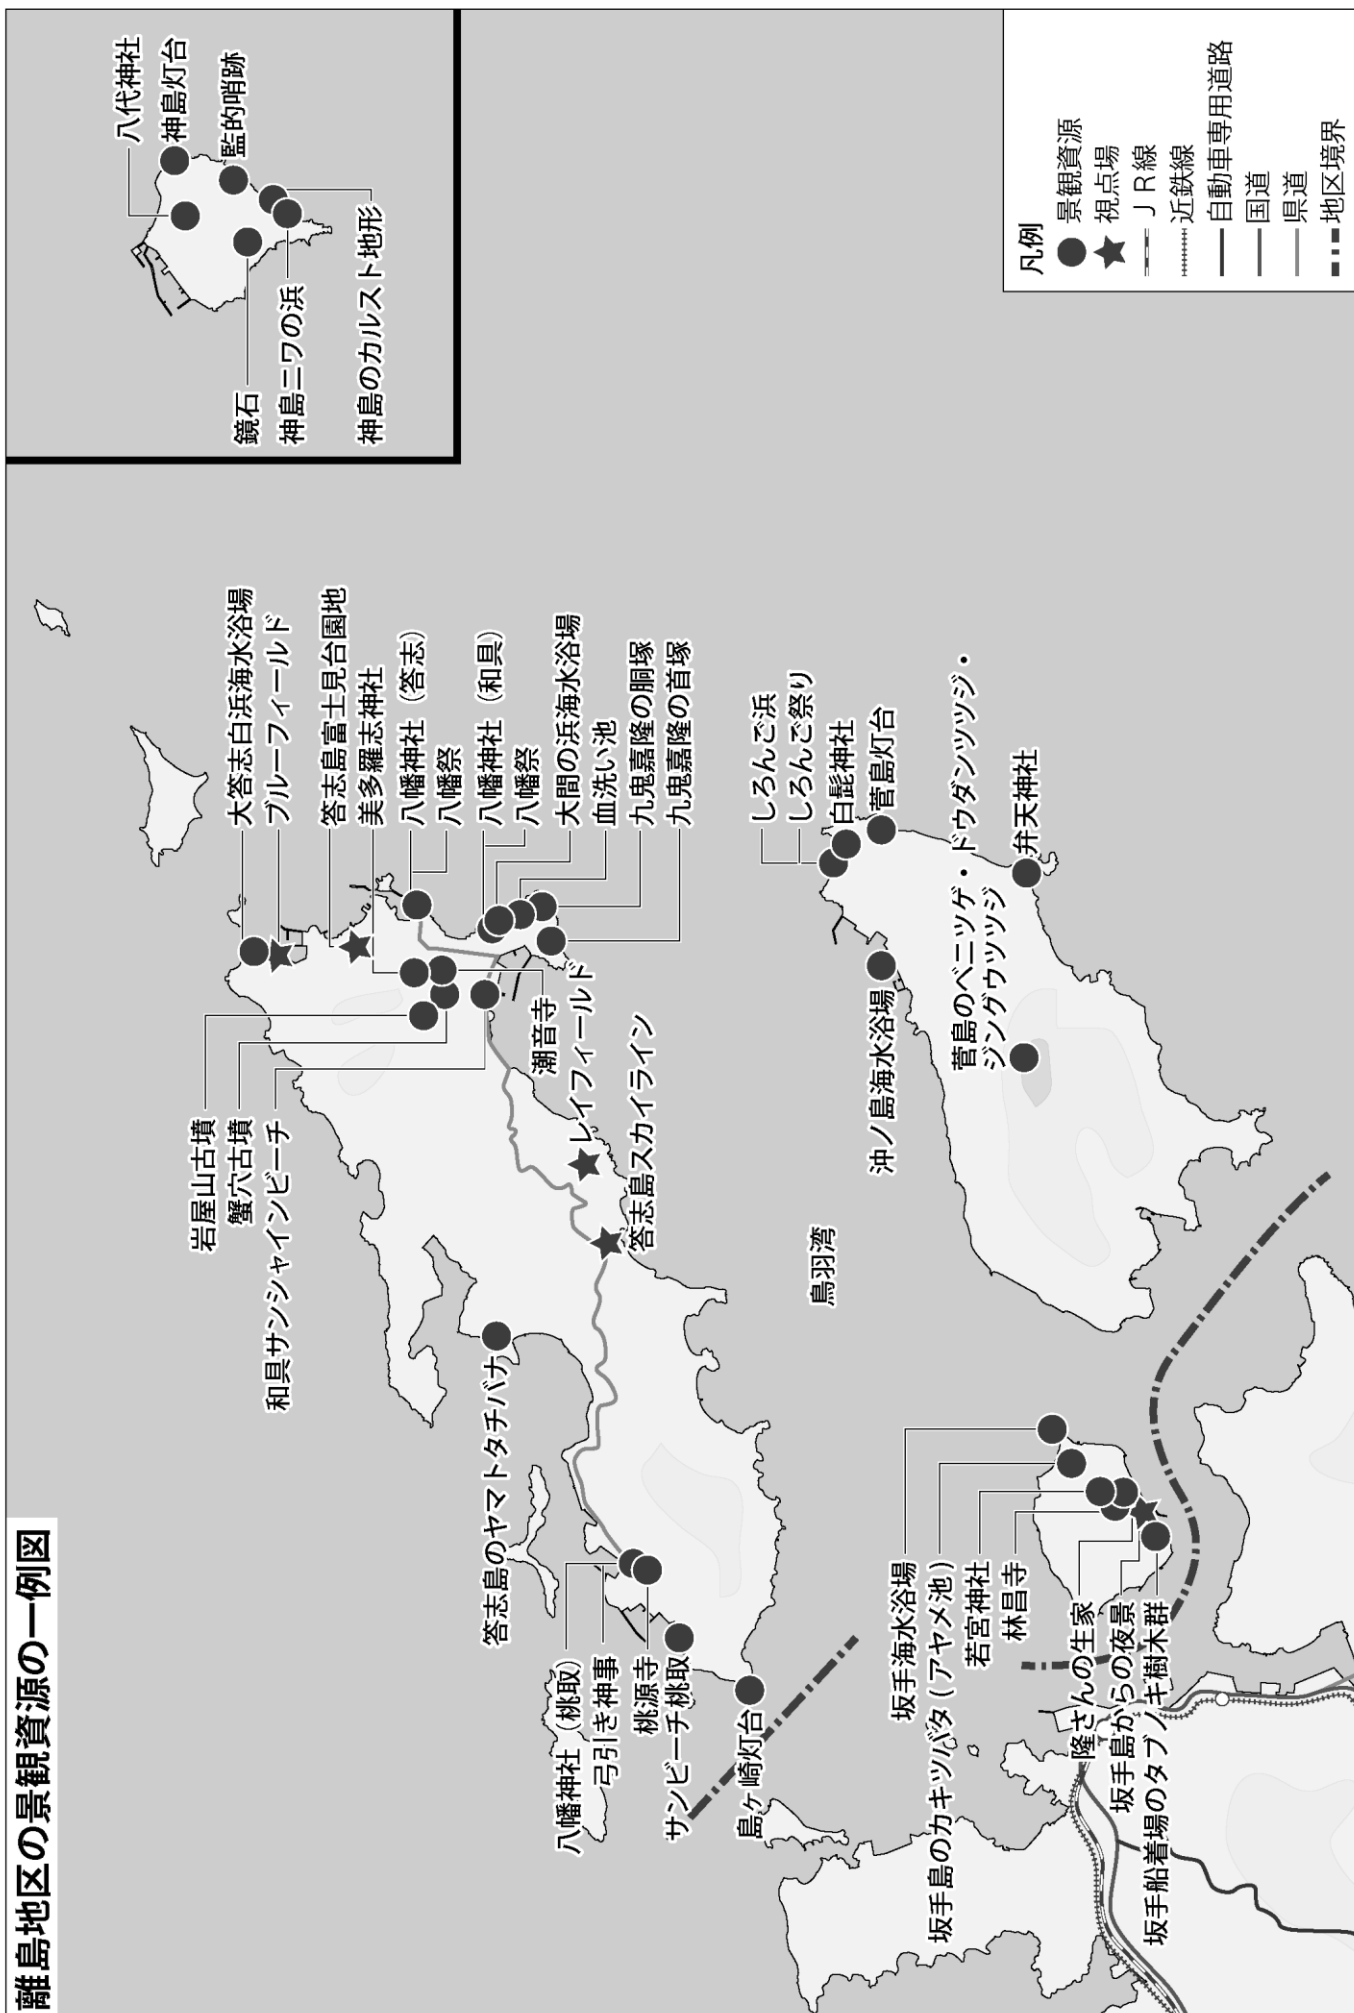 離島地区の景観資源の一例図
八代神社
神島灯台
監的哨跡
鏡石
神島ニワの浜
神島のカルスト地形
大答志白浜海水浴場
ブルーフィールド
答志島富士見台園地
美多羅志神社
八幡神社（答志）
八幡祭
八幡神社（和具）
八幡祭
大間の浜海水浴場
血洗い池
九鬼嘉隆の胴塚
九鬼嘉隆の首塚
岩屋山古墳
蟹穴古墳
和具サンシャインビーチ
潮音寺
レイフィールド
答志島スカイライン
答志島のヤマトタチバナ
八幡神社（桃取）
弓引き神事
桃源寺
サンビーチ桃取
島ヶ崎灯台
鳥羽湾
しろんご浜
しろんご祭り
白髭神社
菅島灯台
沖ノ島海水浴場
菅島のベニツゲ・ドウダンツツジ・
ジングウツツジ
弁天神社
坂手海水浴場
坂手島のカキツバタ（アヤメ池）
若宮神社
林昌寺
隆さんの生家
坂手島からの夜景
坂手船着場のタブノキ樹木群
凡例
景観資源
視点場
ＪＲ線
近鉄線
自動車専用道路
国道
県道
地区境界